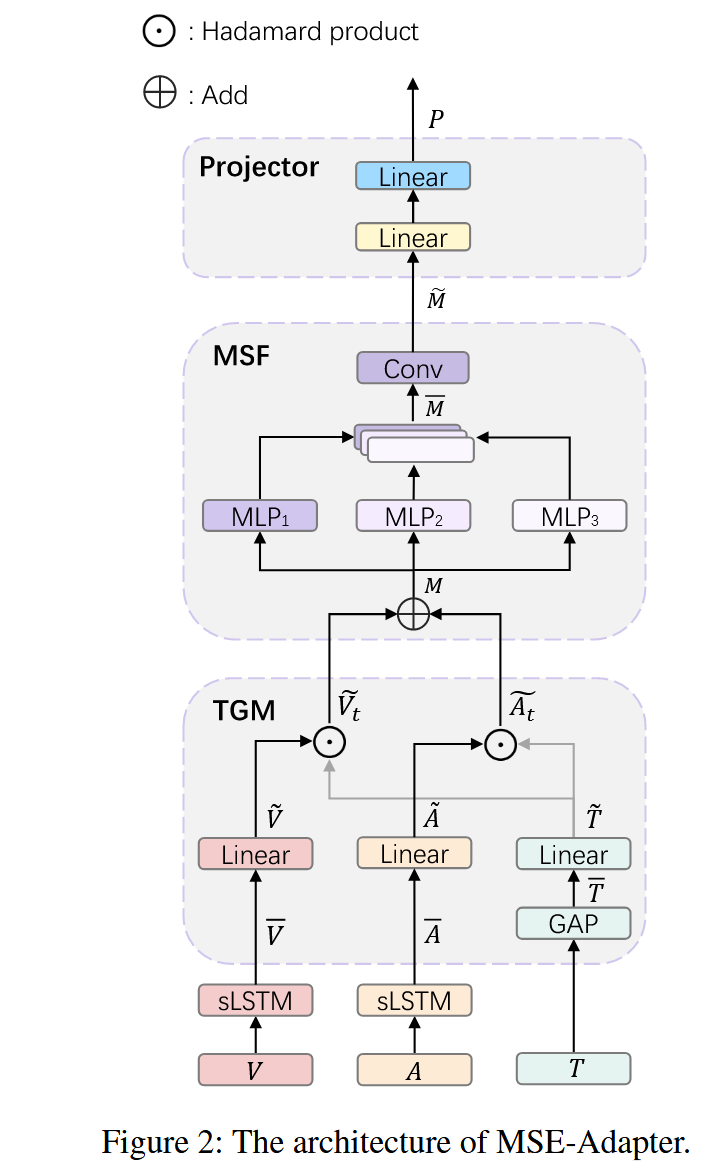 : Hadamard product
: Add
P
Projector
Linear
Linear
M̃
MSF
Conv
M̅
MLP₁ MLP₂ MLP₃
M
TGM
Ṽₜ Ãₜ
Ṽ Ã T̃
Linear Linear Linear
T̅
V̅ A̅ GAP
sLSTM sLSTM
V A T
Figure 2: The architecture of MSE-Adapter.